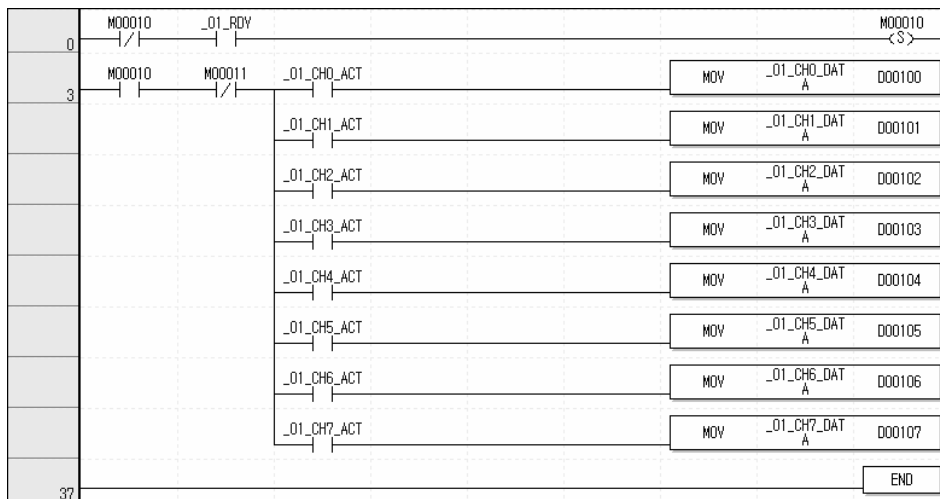 M00010 _01_RDY M00010
0 (S)
M00010 M00011 _01_CH0_ACT MOV _01_CH0_DAT A D00100
3
_01_CH1_ACT MOV _01_CH1_DAT A D00101
_01_CH2_ACT MOV _01_CH2_DAT A D00102
_01_CH3_ACT MOV _01_CH3_DAT A D00103
_01_CH4_ACT MOV _01_CH4_DAT A D00104
_01_CH5_ACT MOV _01_CH5_DAT A D00105
_01_CH6_ACT MOV _01_CH6_DAT A D00106
_01_CH7_ACT MOV _01_CH7_DAT A D00107
37 END